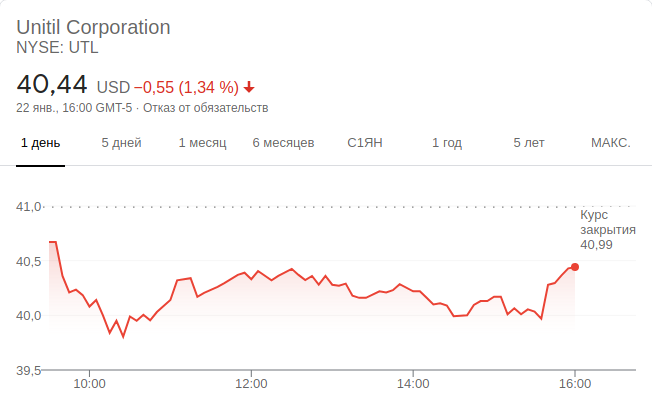 Unitil Corporation
NYSE: UTL
40,44 USD −0,55 (1,34 %)
22 янв., 16:00 GMT-5 · Отказ от обязательств
1 день 5 дней 1 месяц 6 месяцев С1ЯН 1 год 5 лет МАКС.
41,0
Курс
закрытия
40,99
40,5
40,0
39,5
10:00 12:00 14:00 16:00